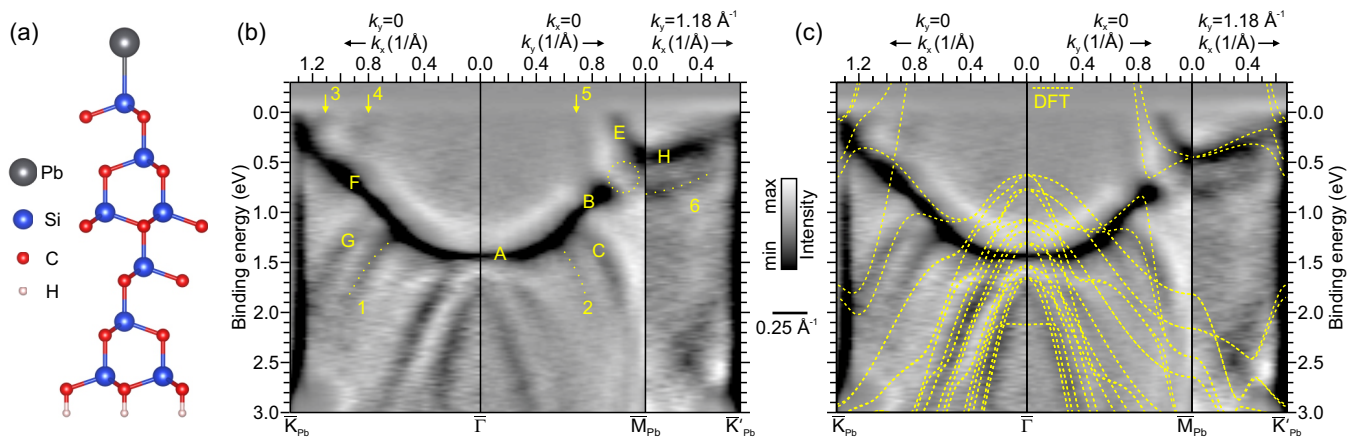 (a)
Pb
Si
C
H
(b)
k_y=0
k_x=0
k_y=1.18 Å⁻¹
← k_x (1/Å)
k_y (1/Å) →
k_x (1/Å) →
1.2 0.8 0.4 0.0 0.4 0.8 0.0 0.4
Binding energy (eV)
0.0
0.5
1.0
1.5
2.0
2.5
3.0
3
4
5
E
H
F
B
6
G
A
C
1
2
K̅_Pb
Γ̅
M̅_Pb
K̅'_Pb
max
min
Intensity
0.25 Å⁻¹
(c)
k_y=0
k_x=0
k_y=1.18 Å⁻¹
← k_x (1/Å)
k_y (1/Å) →
k_x (1/Å) →
1.2 0.8 0.4 0.0 0.4 0.8 0.0 0.4
DFT
0.0
0.5
1.0
1.5
2.0
2.5
3.0
Binding energy (eV)
K̅_Pb
Γ̅
M̅_Pb
K̅'_Pb